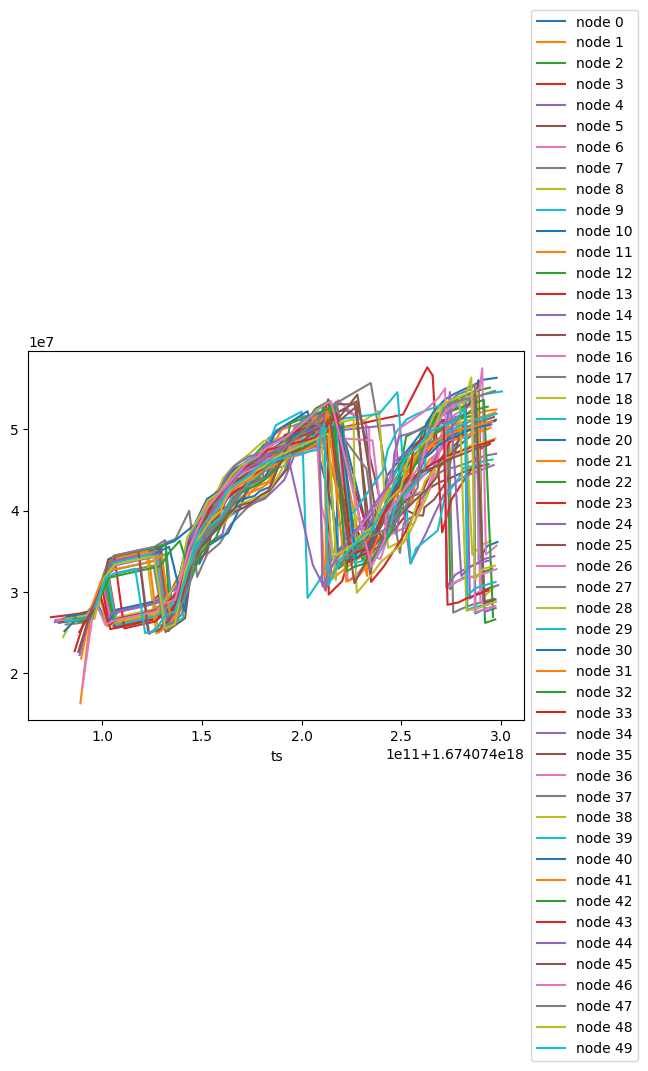 1e7
5
4
3
2
1.0 1.5 2.0 2.5 3.0
ts
1e11+1.674074e18
node 0
node 1
node 2
node 3
node 4
node 5
node 6
node 7
node 8
node 9
node 10
node 11
node 12
node 13
node 14
node 15
node 16
node 17
node 18
node 19
node 20
node 21
node 22
node 23
node 24
node 25
node 26
node 27
node 28
node 29
node 30
node 31
node 32
node 33
node 34
node 35
node 36
node 37
node 38
node 39
node 40
node 41
node 42
node 43
node 44
node 45
node 46
node 47
node 48
node 49